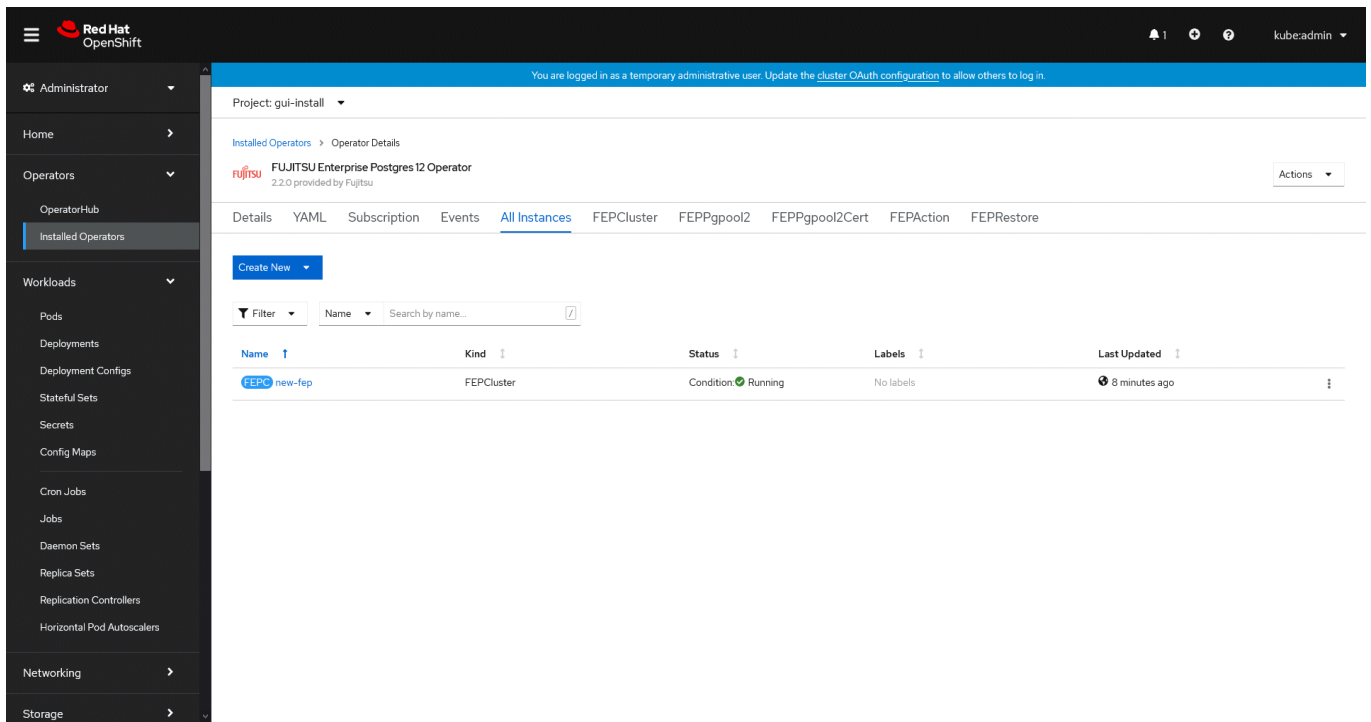 Red Hat
OpenShift
1
kube:admin
Administrator
Home
Operators
OperatorHub
Installed Operators
Workloads
Pods
Deployments
Deployment Configs
Stateful Sets
Secrets
Config Maps
Cron Jobs
Jobs
Daemon Sets
Replica Sets
Replication Controllers
Horizontal Pod Autoscalers
Networking
Storage
You are logged in as a temporary administrative user. Update the cluster OAuth configuration to allow others to log in.
Project: gui-install
Installed Operators > Operator Details
FUJITSU
FUJITSU Enterprise Postgres 12 Operator
2.2.0 provided by Fujitsu
Actions
Details YAML Subscription Events All Instances FEPCluster FEPPgpool2 FEPPgpool2Cert FEPAction FEPRestore
Create New
Filter Name Search by name... /
Name Kind Status Labels Last Updated
FEPC new-fep FEPCluster Condition: Running No labels 8 minutes ago